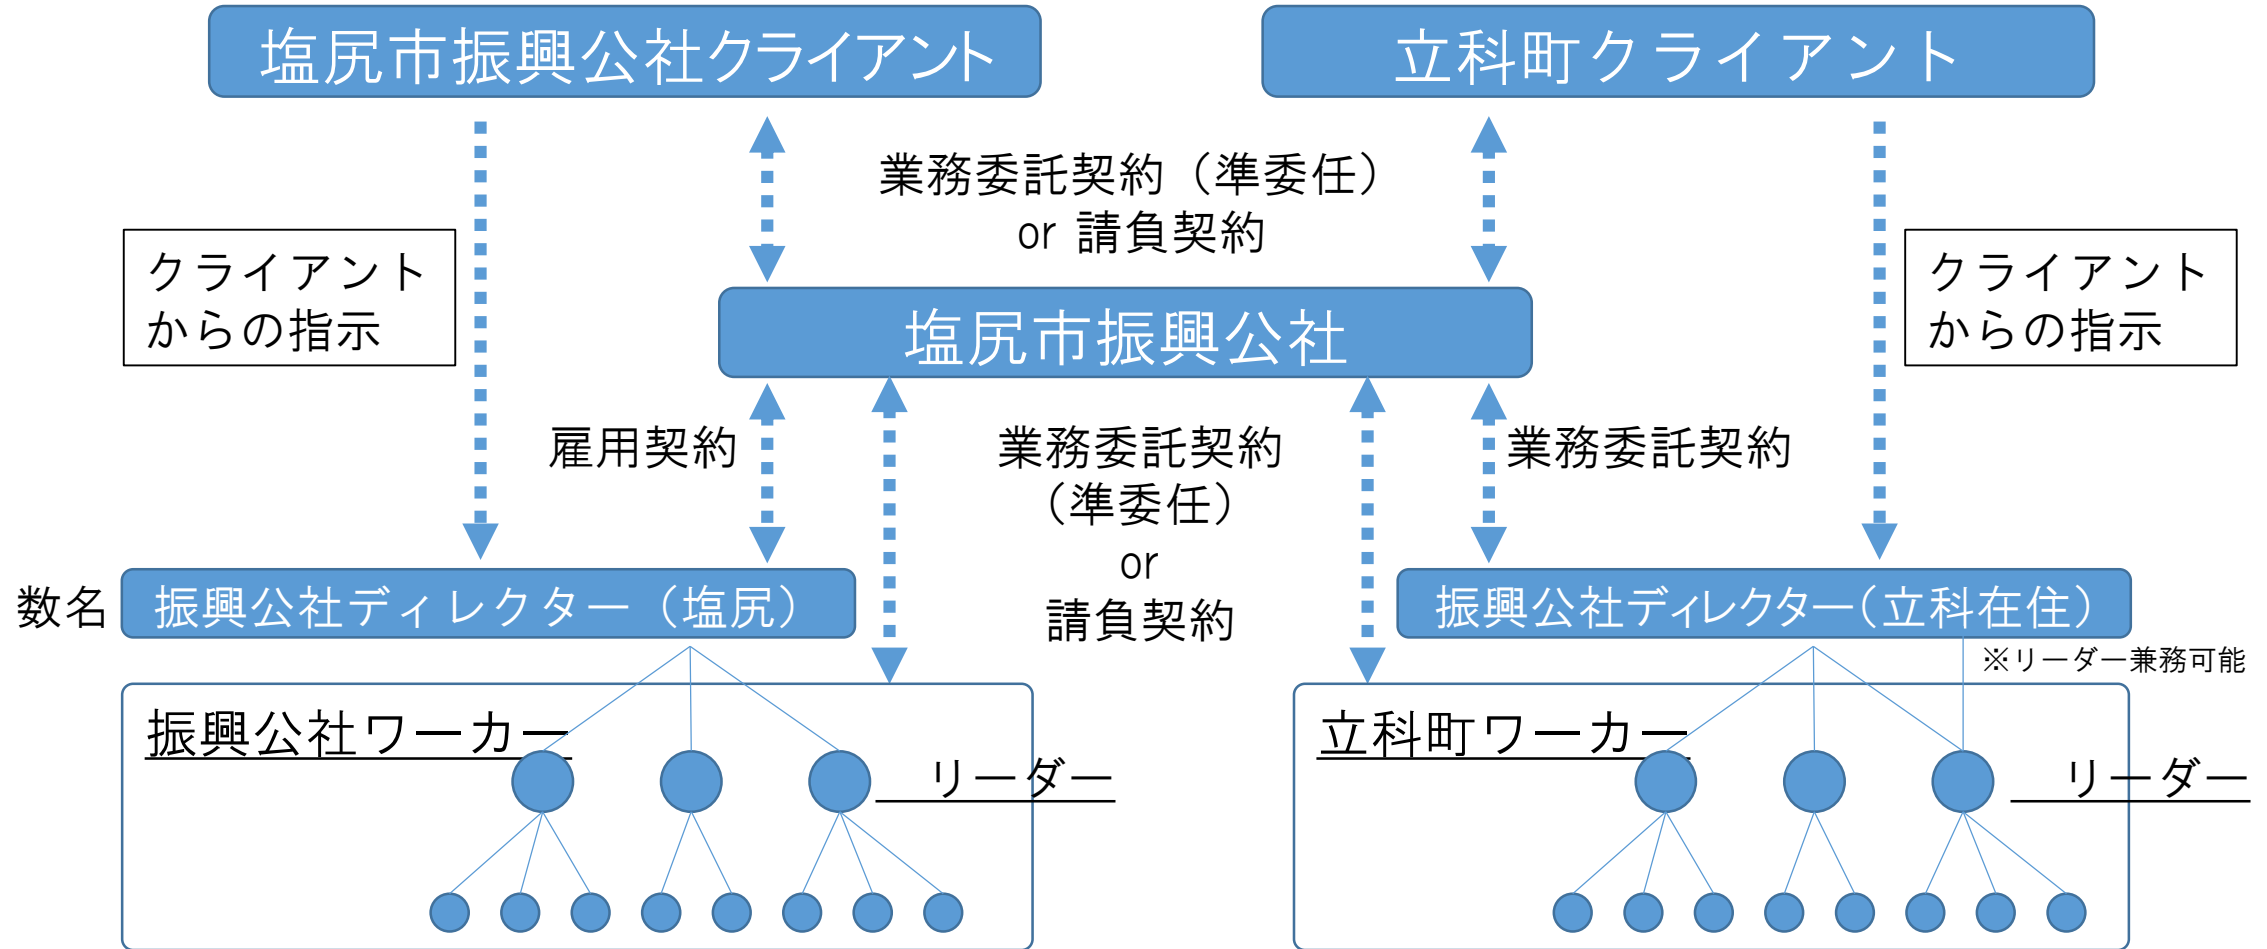 塩尻市振興公社クライアント
立科町クライアント
業務委託契約（準委任）
or 請負契約
クライアント
からの指示
クライアント
からの指示
塩尻市振興公社
雇用契約
業務委託契約
（準委任）
or
請負契約
業務委託契約
数名
振興公社ディレクター（塩尻）
振興公社ディレクター（立科在住）
※リーダー兼務可能
振興公社ワーカー
リーダー
立科町ワーカー
リーダー